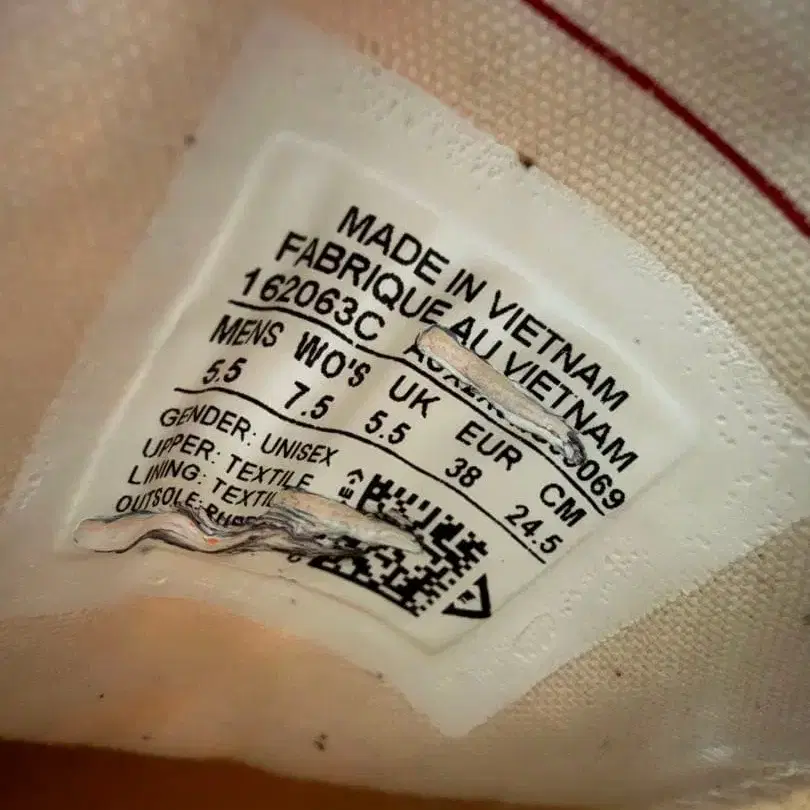 MADE IN VIETNAM
FABRIQUE AU VIETNAM
162063C
MENS WO'S UK EUR CM
5.5 7.5 5.5 38 24.5
GENDER: UNISEX
UPPER: TEXTILE
LINING:
OUTSOLE: